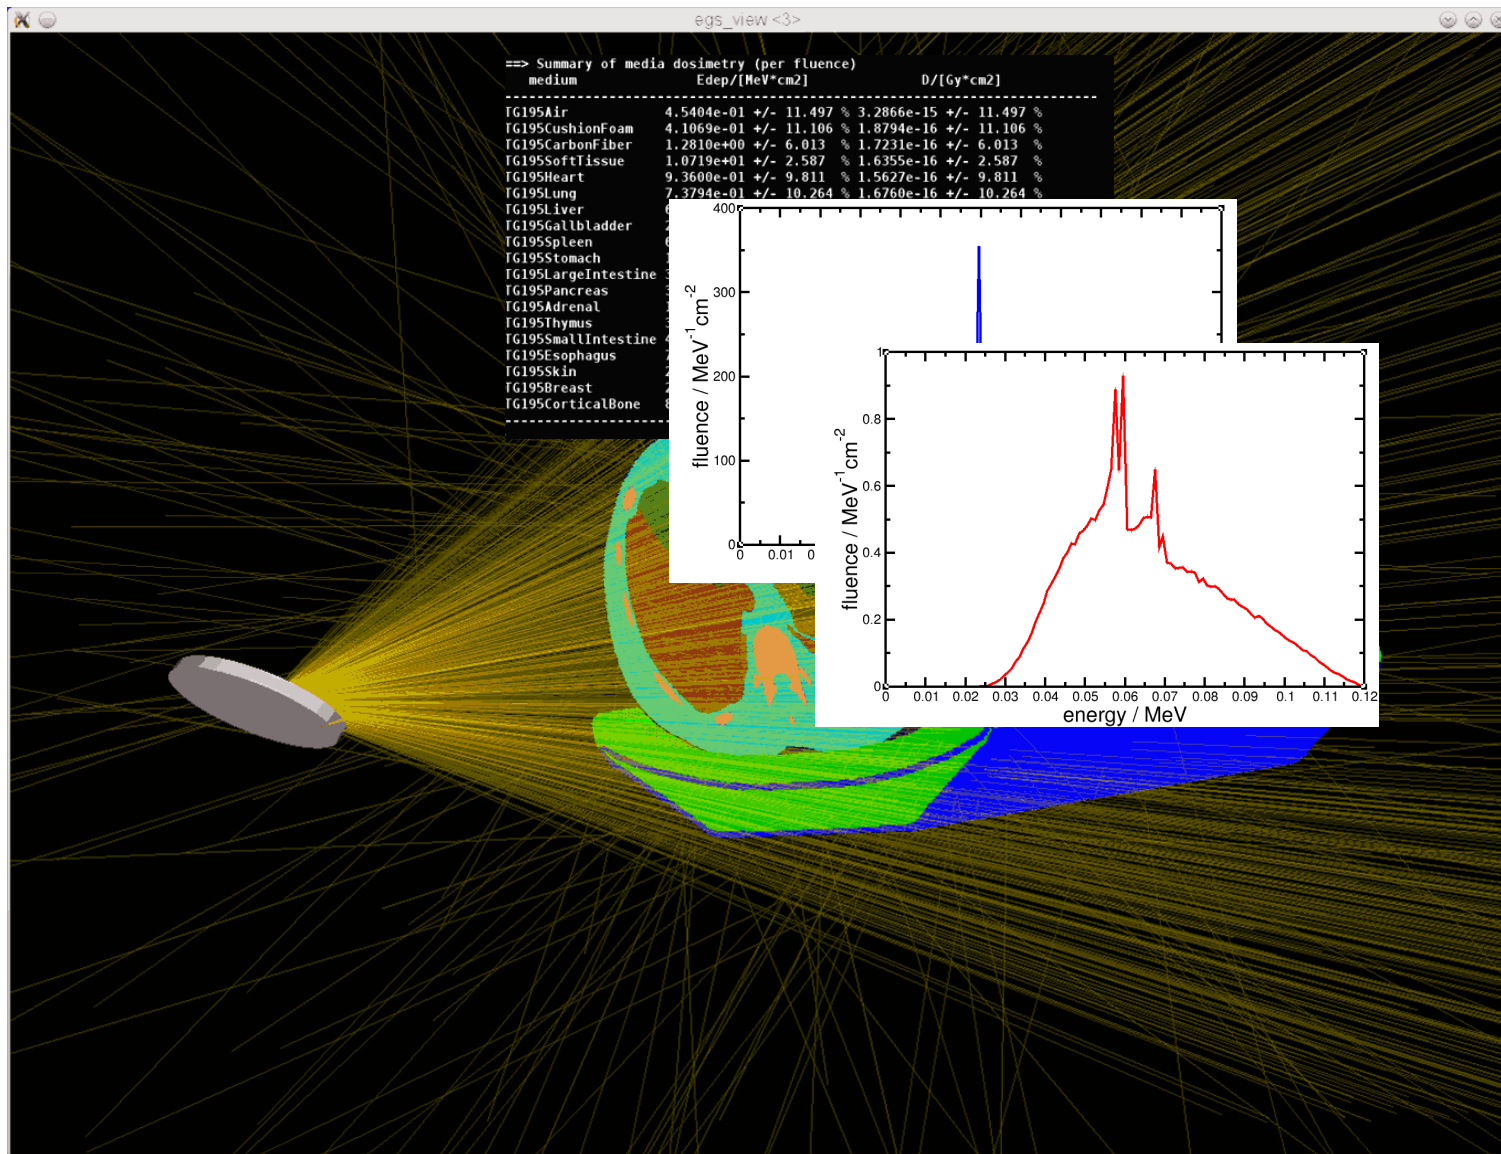 egs_view <3>
==> Summary of media dosimetry (per fluence)
medium Edep/[MeV*cm2] D/[Gy*cm2]
--------------------------------------------------------------------------
TG195Air 4.5404e-01 +/- 11.497 % 3.2866e-15 +/- 11.497 %
TG195CushionFoam 4.1069e-01 +/- 11.106 % 1.8794e-16 +/- 11.106 %
TG195CarbonFiber 1.2810e+00 +/- 6.013 % 1.7231e-16 +/- 6.013 %
TG195SoftTissue 1.0719e+01 +/- 2.587 % 1.6355e-16 +/- 2.587 %
TG195Heart 9.3600e-01 +/- 9.811 % 1.5627e-16 +/- 9.811 %
TG195Lung 7.3794e-01 +/- 10.264 % 1.6760e-16 +/- 10.264 %
TG195Liver
TG195Gallbladder
TG195Spleen
TG195Stomach
TG195LargeIntestine
TG195Pancreas
TG195Adrenal
TG195Thymus
TG195SmallIntestine
TG195Esophagus
TG195Skin
TG195Breast
TG195CorticalBone
--------------------
400
300
200
100
0
fluence / MeV-1cm-2
0 0.01 0
1
0.8
0.6
0.4
0.2
0
fluence / MeV-1cm-2
0 0.01 0.02 0.03 0.04 0.05 0.06 0.07 0.08 0.09 0.1 0.11 0.12
energy / MeV